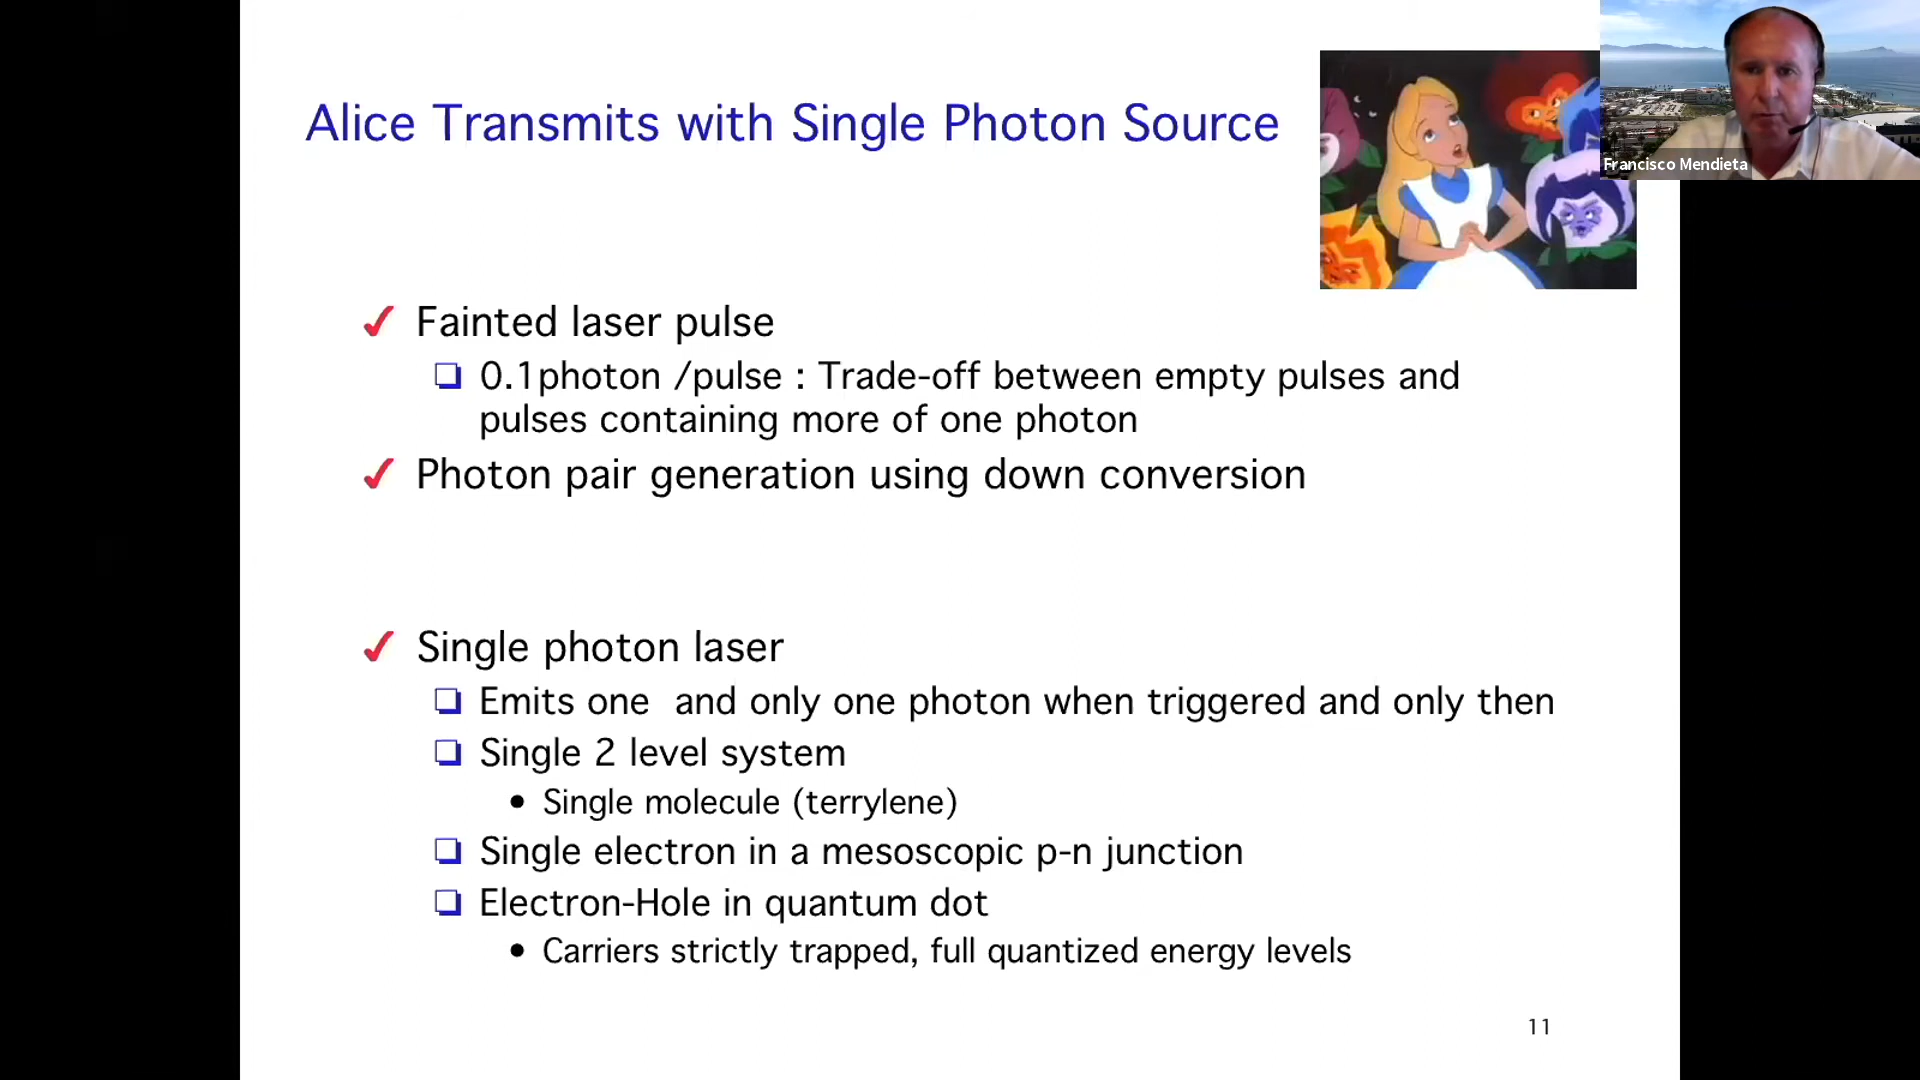 Alice Transmits with Single Photon Source
Francisco Mendieta
✓ Fainted laser pulse
❏ 0.1photon /pulse : Trade-off between empty pulses and
pulses containing more of one photon
✓ Photon pair generation using down conversion
✓ Single photon laser
❏ Emits one  and only one photon when triggered and only then
❏ Single 2 level system
• Single molecule (terrylene)
❏ Single electron in a mesoscopic p-n junction
❏ Electron-Hole in quantum dot
• Carriers strictly trapped, full quantized energy levels
11